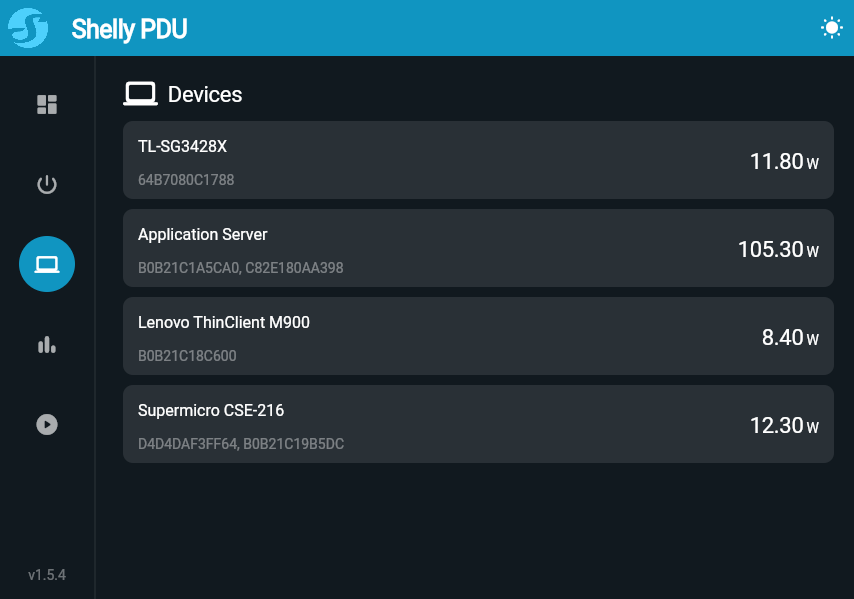 Shelly PDU
Devices
TL-SG3428X
64B7080C1788
11.80 W
Application Server
B0B21C1A5CA0, C82E180AA398
105.30 W
Lenovo ThinClient M900
B0B21C18C600
8.40 W
Supermicro CSE-216
D4D4DAF3FF64, B0B21C19B5DC
12.30 W
v1.5.4